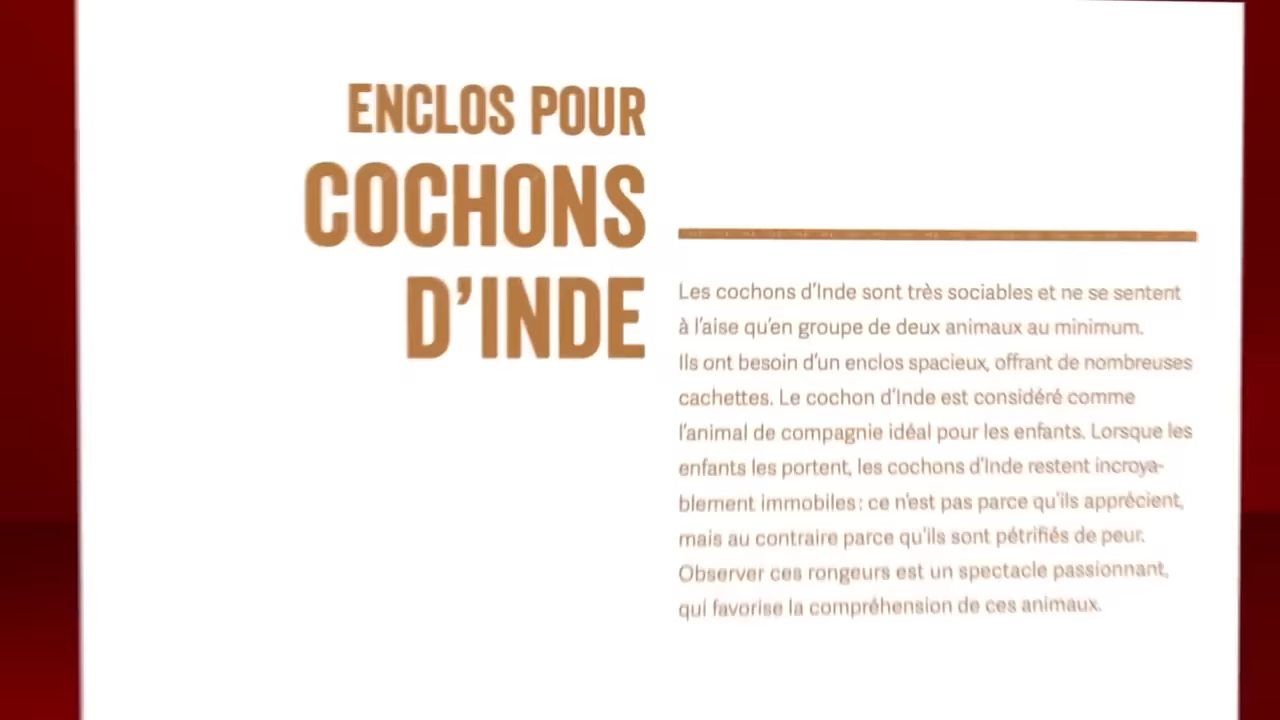 ENCLOS POUR
COCHONS
D’INDE
Les cochons d’Inde sont très sociables et ne se sentent
à l’aise qu’en groupe de deux animaux au minimum.
Ils ont besoin d’un enclos spacieux, offrant de nombreuses
cachettes. Le cochon d’Inde est considéré comme
l’animal de compagnie idéal pour les enfants. Lorsque les
enfants les portent, les cochons d’Inde restent incroya-
blement immobiles : ce n’est pas parce qu’ils apprécient,
mais au contraire parce qu’ils sont pétrifiés de peur.
Observer ces rongeurs est un spectacle passionnant,
qui favorise la compréhension de ces animaux.